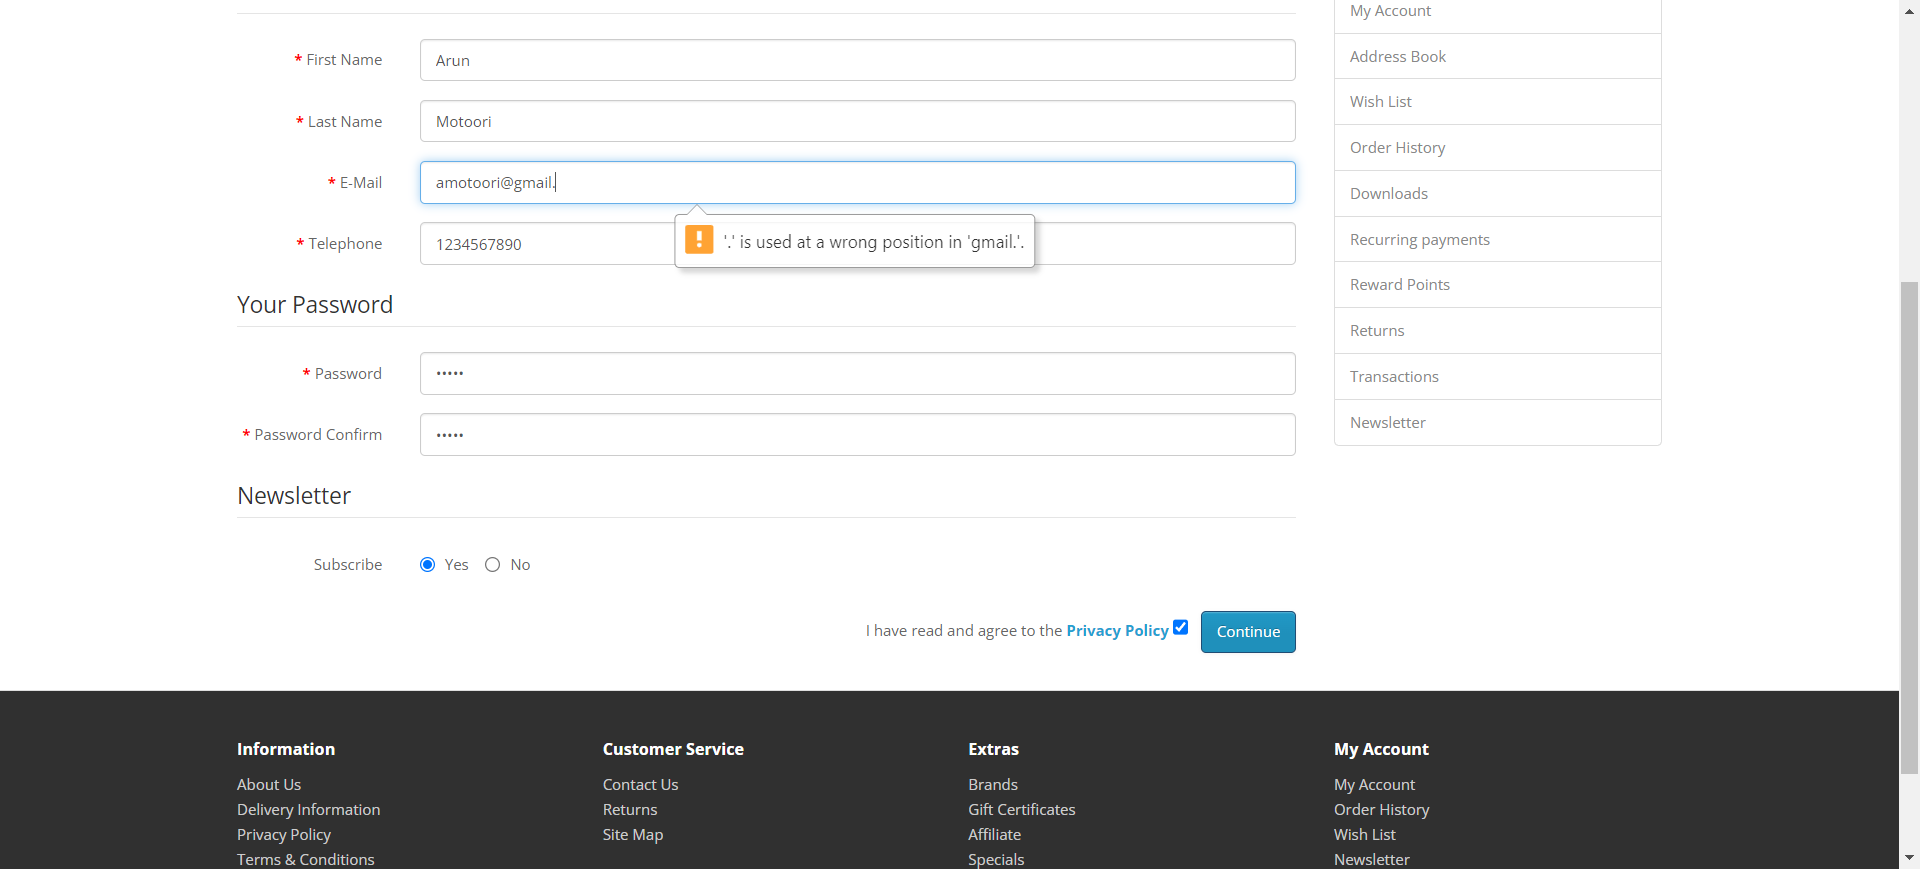 * First Name
Arun
* Last Name
Motoori
* E-Mail
amotoori@gmail.
'.' is used at a wrong position in 'gmail.'.
* Telephone
1234567890
Your Password
* Password
•••••
* Password Confirm
•••••
Newsletter
Subscribe
Yes
No
I have read and agree to the Privacy Policy
Continue
My Account
Address Book
Wish List
Order History
Downloads
Recurring payments
Reward Points
Returns
Transactions
Newsletter
Information
About Us
Delivery Information
Privacy Policy
Terms & Conditions
Customer Service
Contact Us
Returns
Site Map
Extras
Brands
Gift Certificates
Affiliate
Specials
My Account
My Account
Order History
Wish List
Newsletter